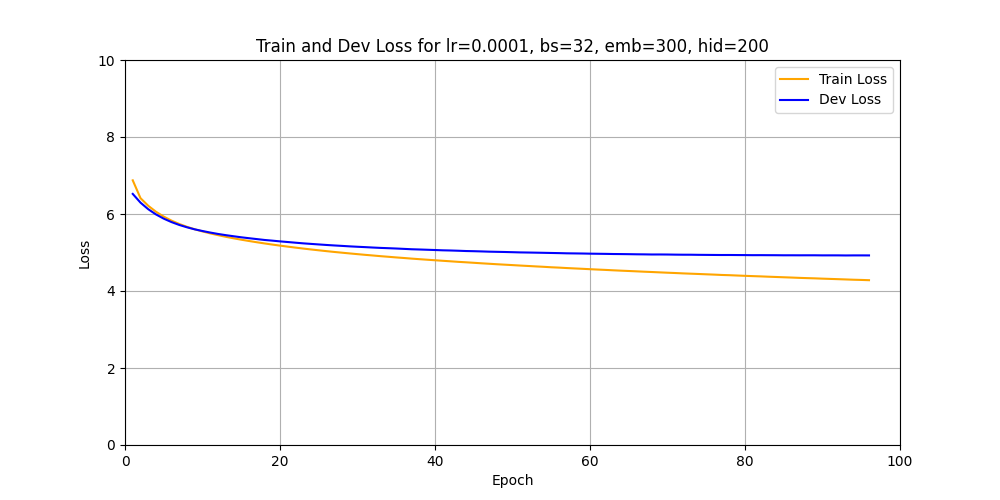 Train and Dev Loss for lr=0.0001, bs=32, emb=300, hid=200
Train Loss
Dev Loss
10
8
6
4
2
0
Loss
0 20 40 60 80 100
Epoch